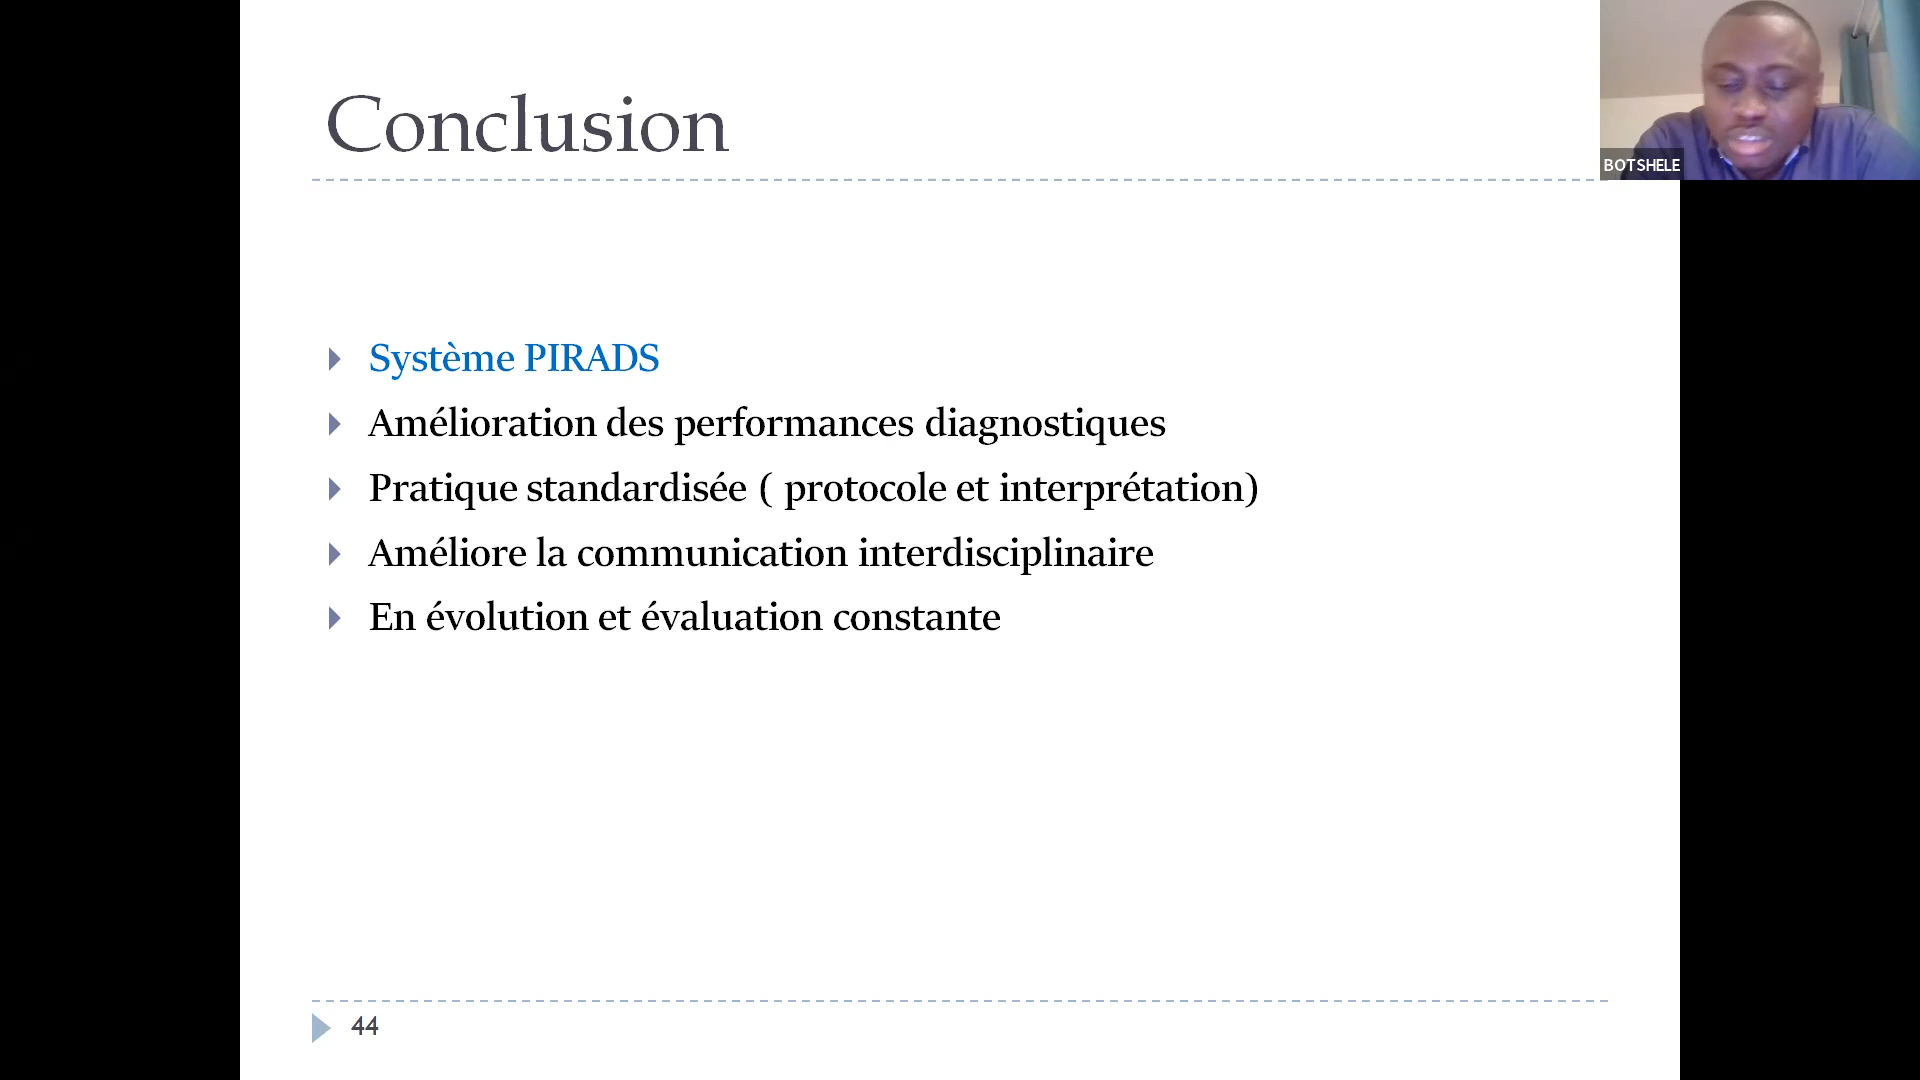 Conclusion
BOTSHELE
Système PIRADS
Amélioration des performances diagnostiques
Pratique standardisée ( protocole et interprétation)
Améliore la communication interdisciplinaire
En évolution et évaluation constante
44